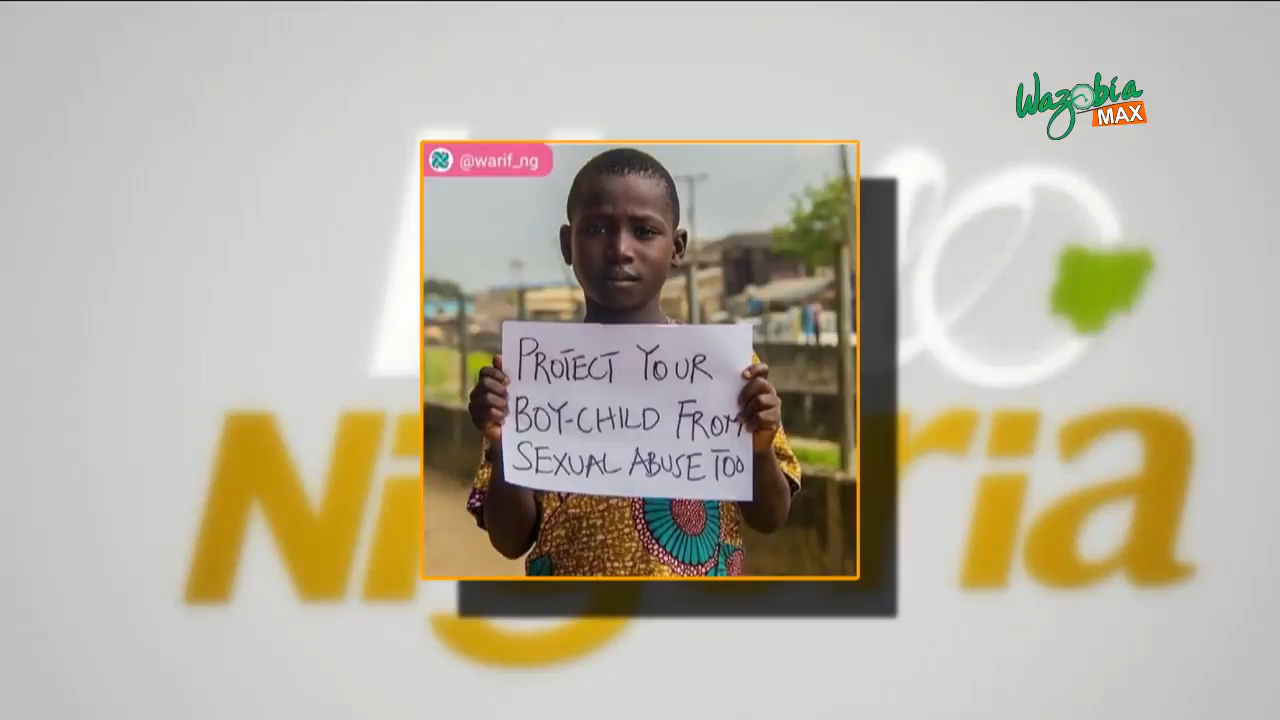 Wazobia
MAX
@warif_ng
PROTECT YOUR
BOY-CHILD FROM
SEXUAL ABUSE TOO